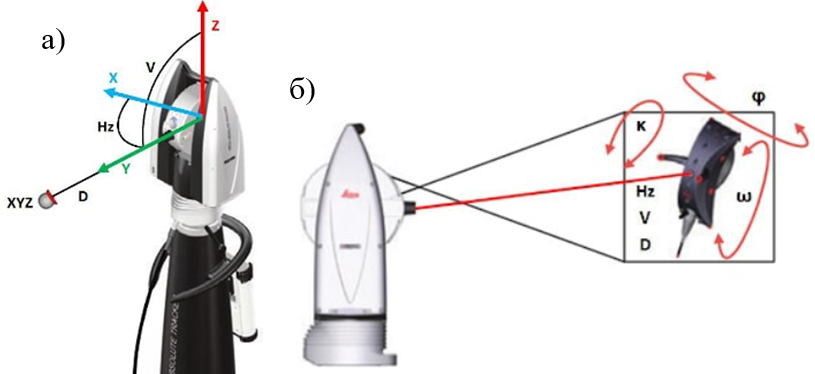 а)
Z
V
X
Hz
Y
D
XYZ
ABSOLUTE TRACKER
б)
Leica
κ
φ
Hz
V
D
ω